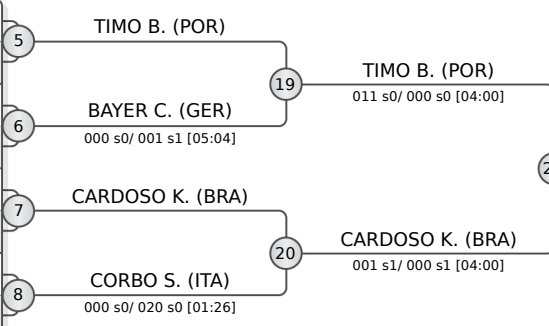 TIMO B. (POR)
5
19
TIMO B. (POR)
011 s0/ 000 s0 [04:00]
BAYER C. (GER)
6
000 s0/ 001 s1 [05:04]
CARDOSO K. (BRA)
7
20
CARDOSO K. (BRA)
001 s1/ 000 s1 [04:00]
CORBO S. (ITA)
8
000 s0/ 020 s0 [01:26]